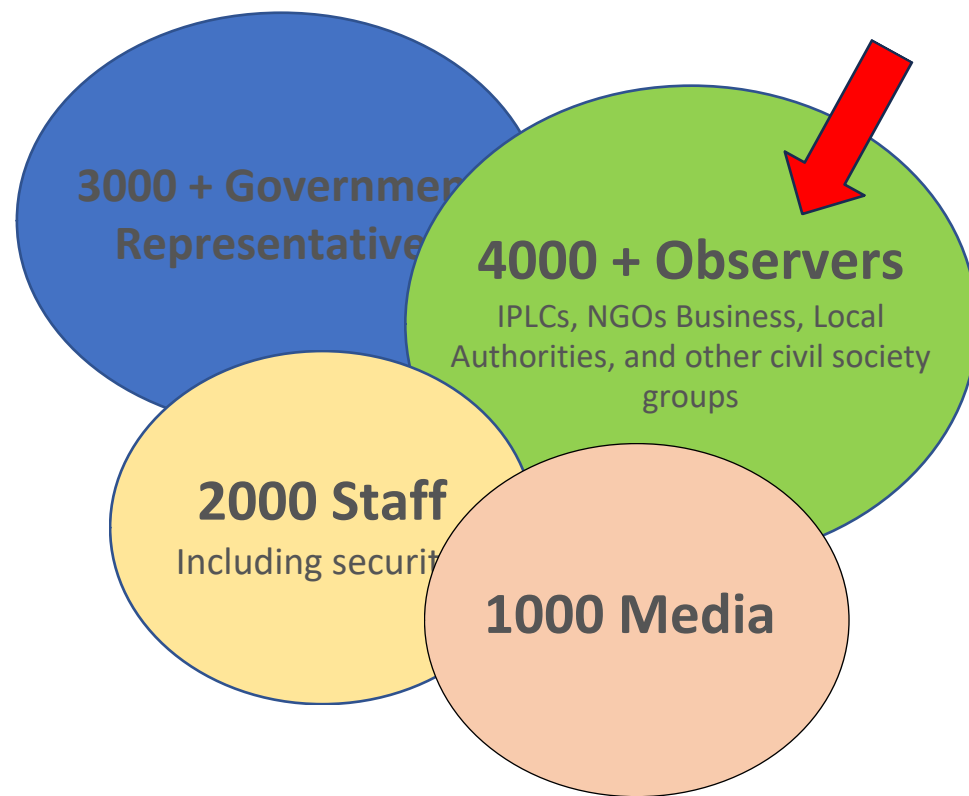 3000 + Governmen
Representative
4000 + Observers
IPLCs, NGOs Business, Local
Authorities, and other civil society
groups
2000 Staff
Including securit
1000 Media